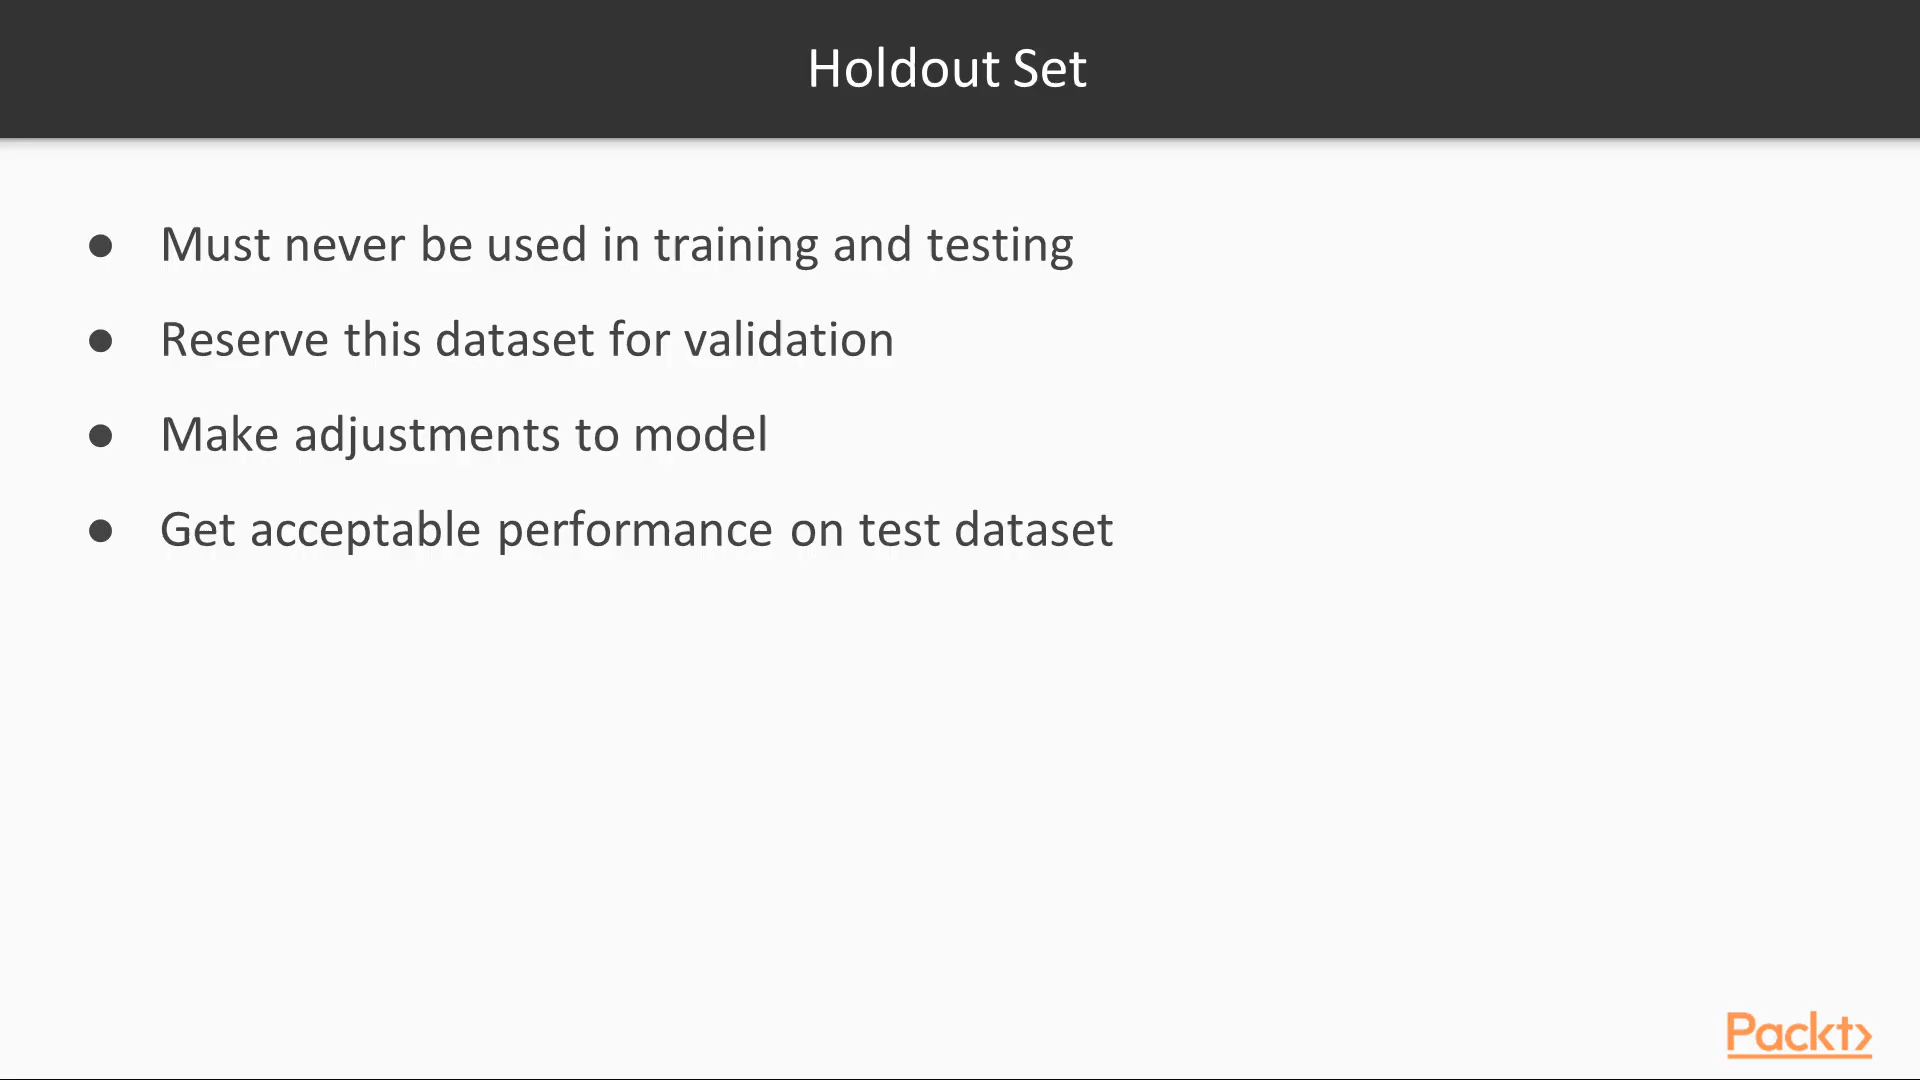 Holdout Set
● Must never be used in training and testing
● Reserve this dataset for validation
● Make adjustments to model
● Get acceptable performance on test dataset
Packt>